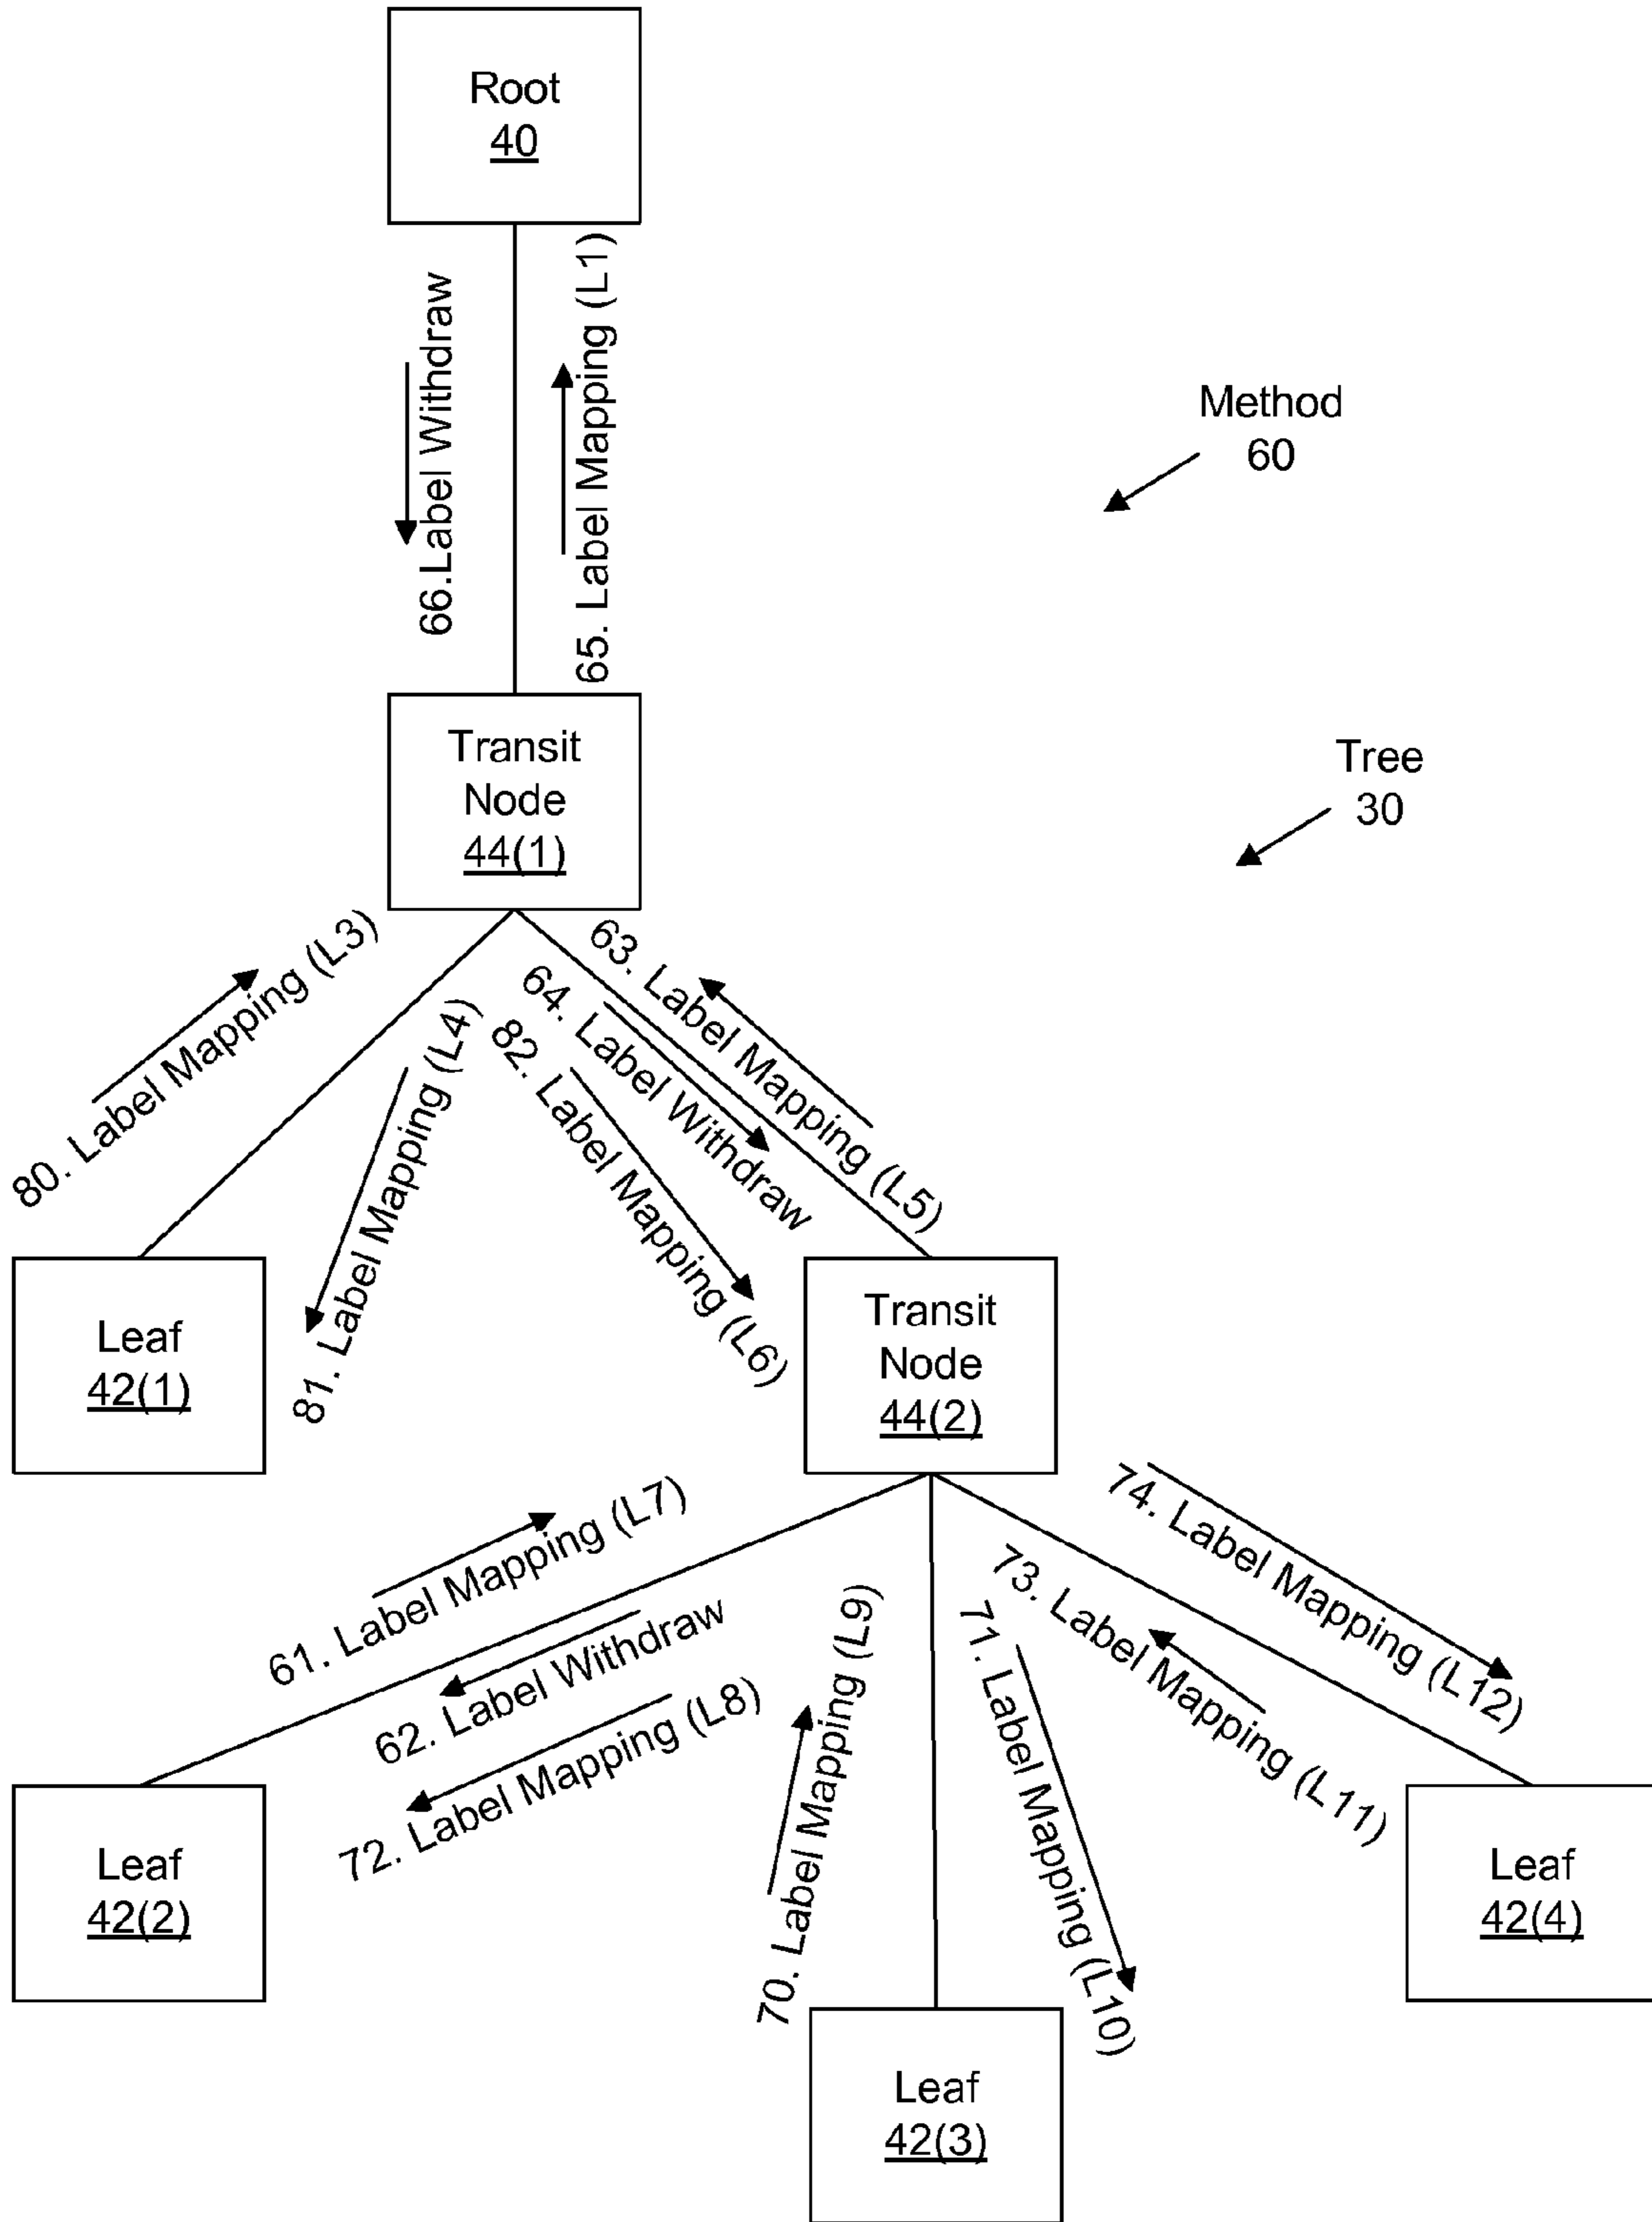 Root
40
66.Label Withdraw
65. Label Mapping (L1)
Method
60
Transit
Node
44(1)
Tree
30
80. Label Mapping (L3)
81. Label Mapping (L4)
82. Label Mapping (L6)
64. Label Withdraw
63. Label Mapping (L5)
Leaf
42(1)
Transit
Node
44(2)
61. Label Mapping (L7)
62. Label Withdraw
72. Label Mapping (L8)
70. Label Mapping (L9)
71. Label Mapping (L10)
73. Label Mapping (L11)
74. Label Mapping (L12)
Leaf
42(2)
Leaf
42(4)
Leaf
42(3)